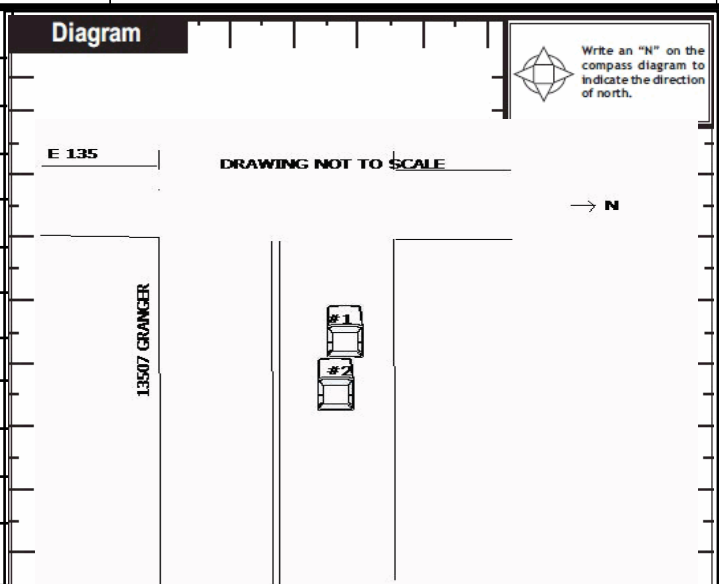 Diagram
Write an "N" on the
compass diagram to
indicate the direction
of north.
E 135
DRAWING NOT TO SCALE
N
13507 GRANGER
#1
#2